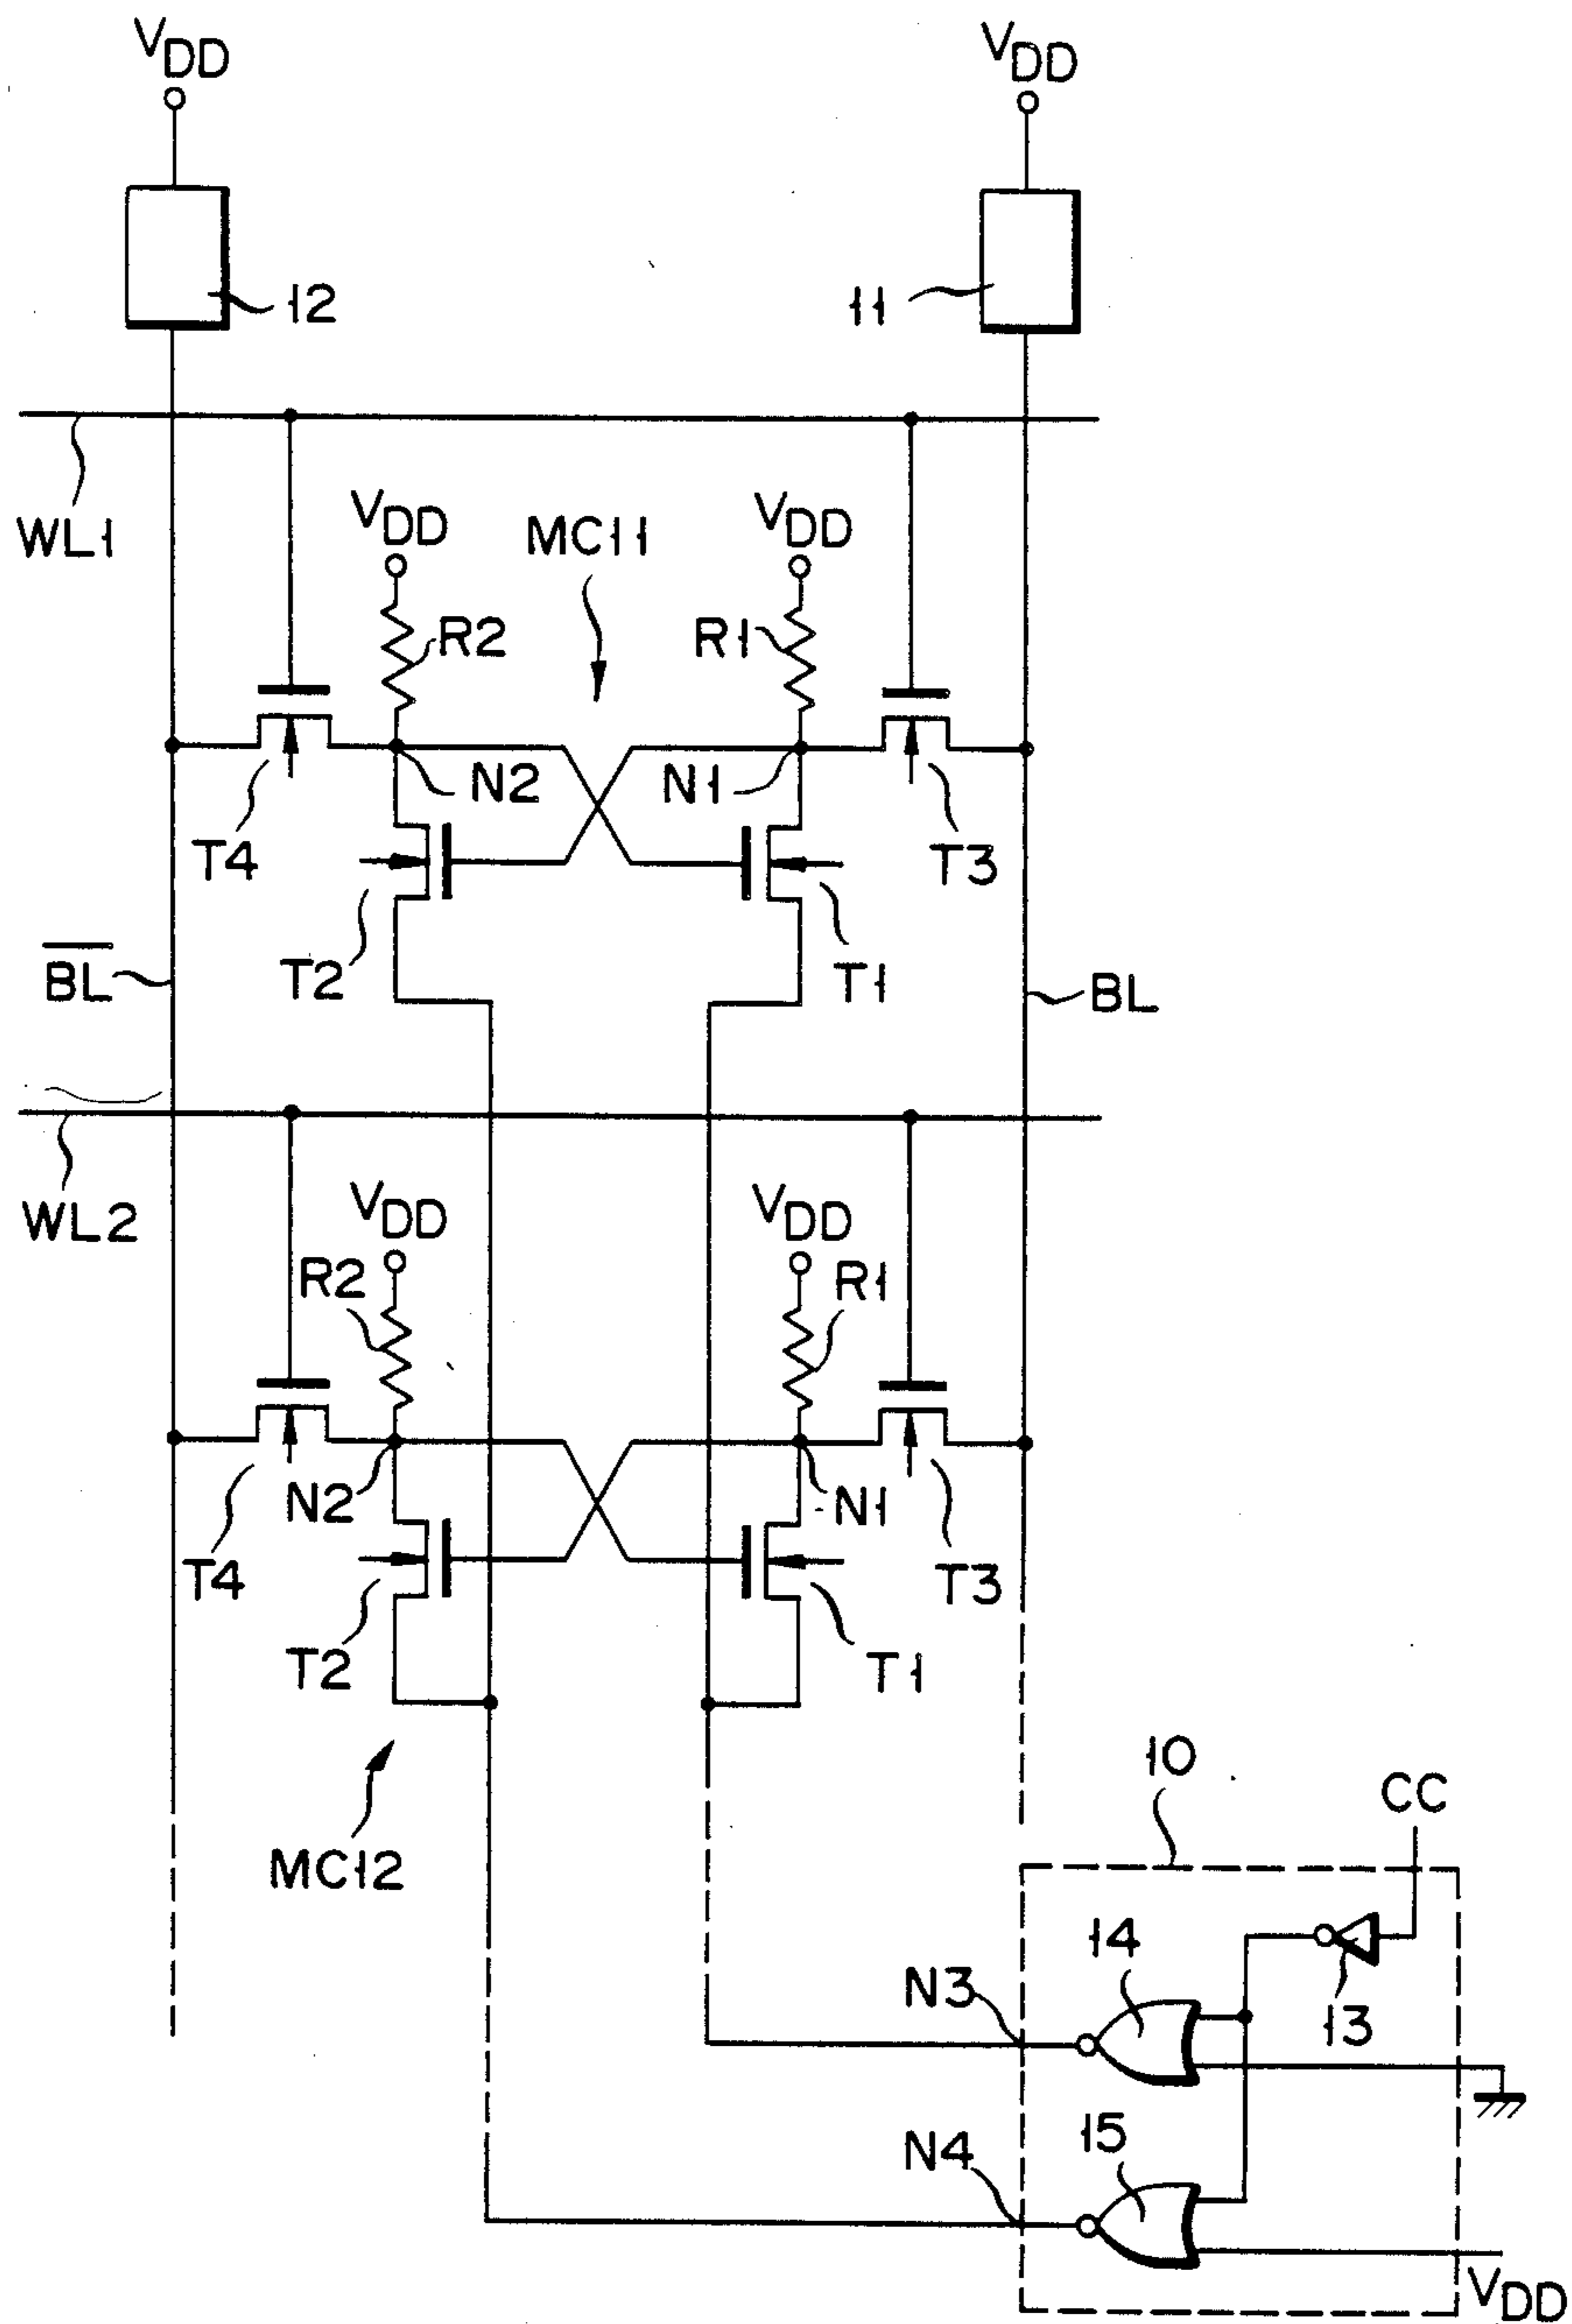 VDD VDD
12 11
WL1
VDD MC11 VDD
R2 R1
N2 N1
T4 T3
T2 T1
B̅L̅ BL
WL2
VDD VDD
R2 R1
N2 N1
T4 T3
T2 T1
MC12
10 CC
14
N3 13
15
N4
VDD